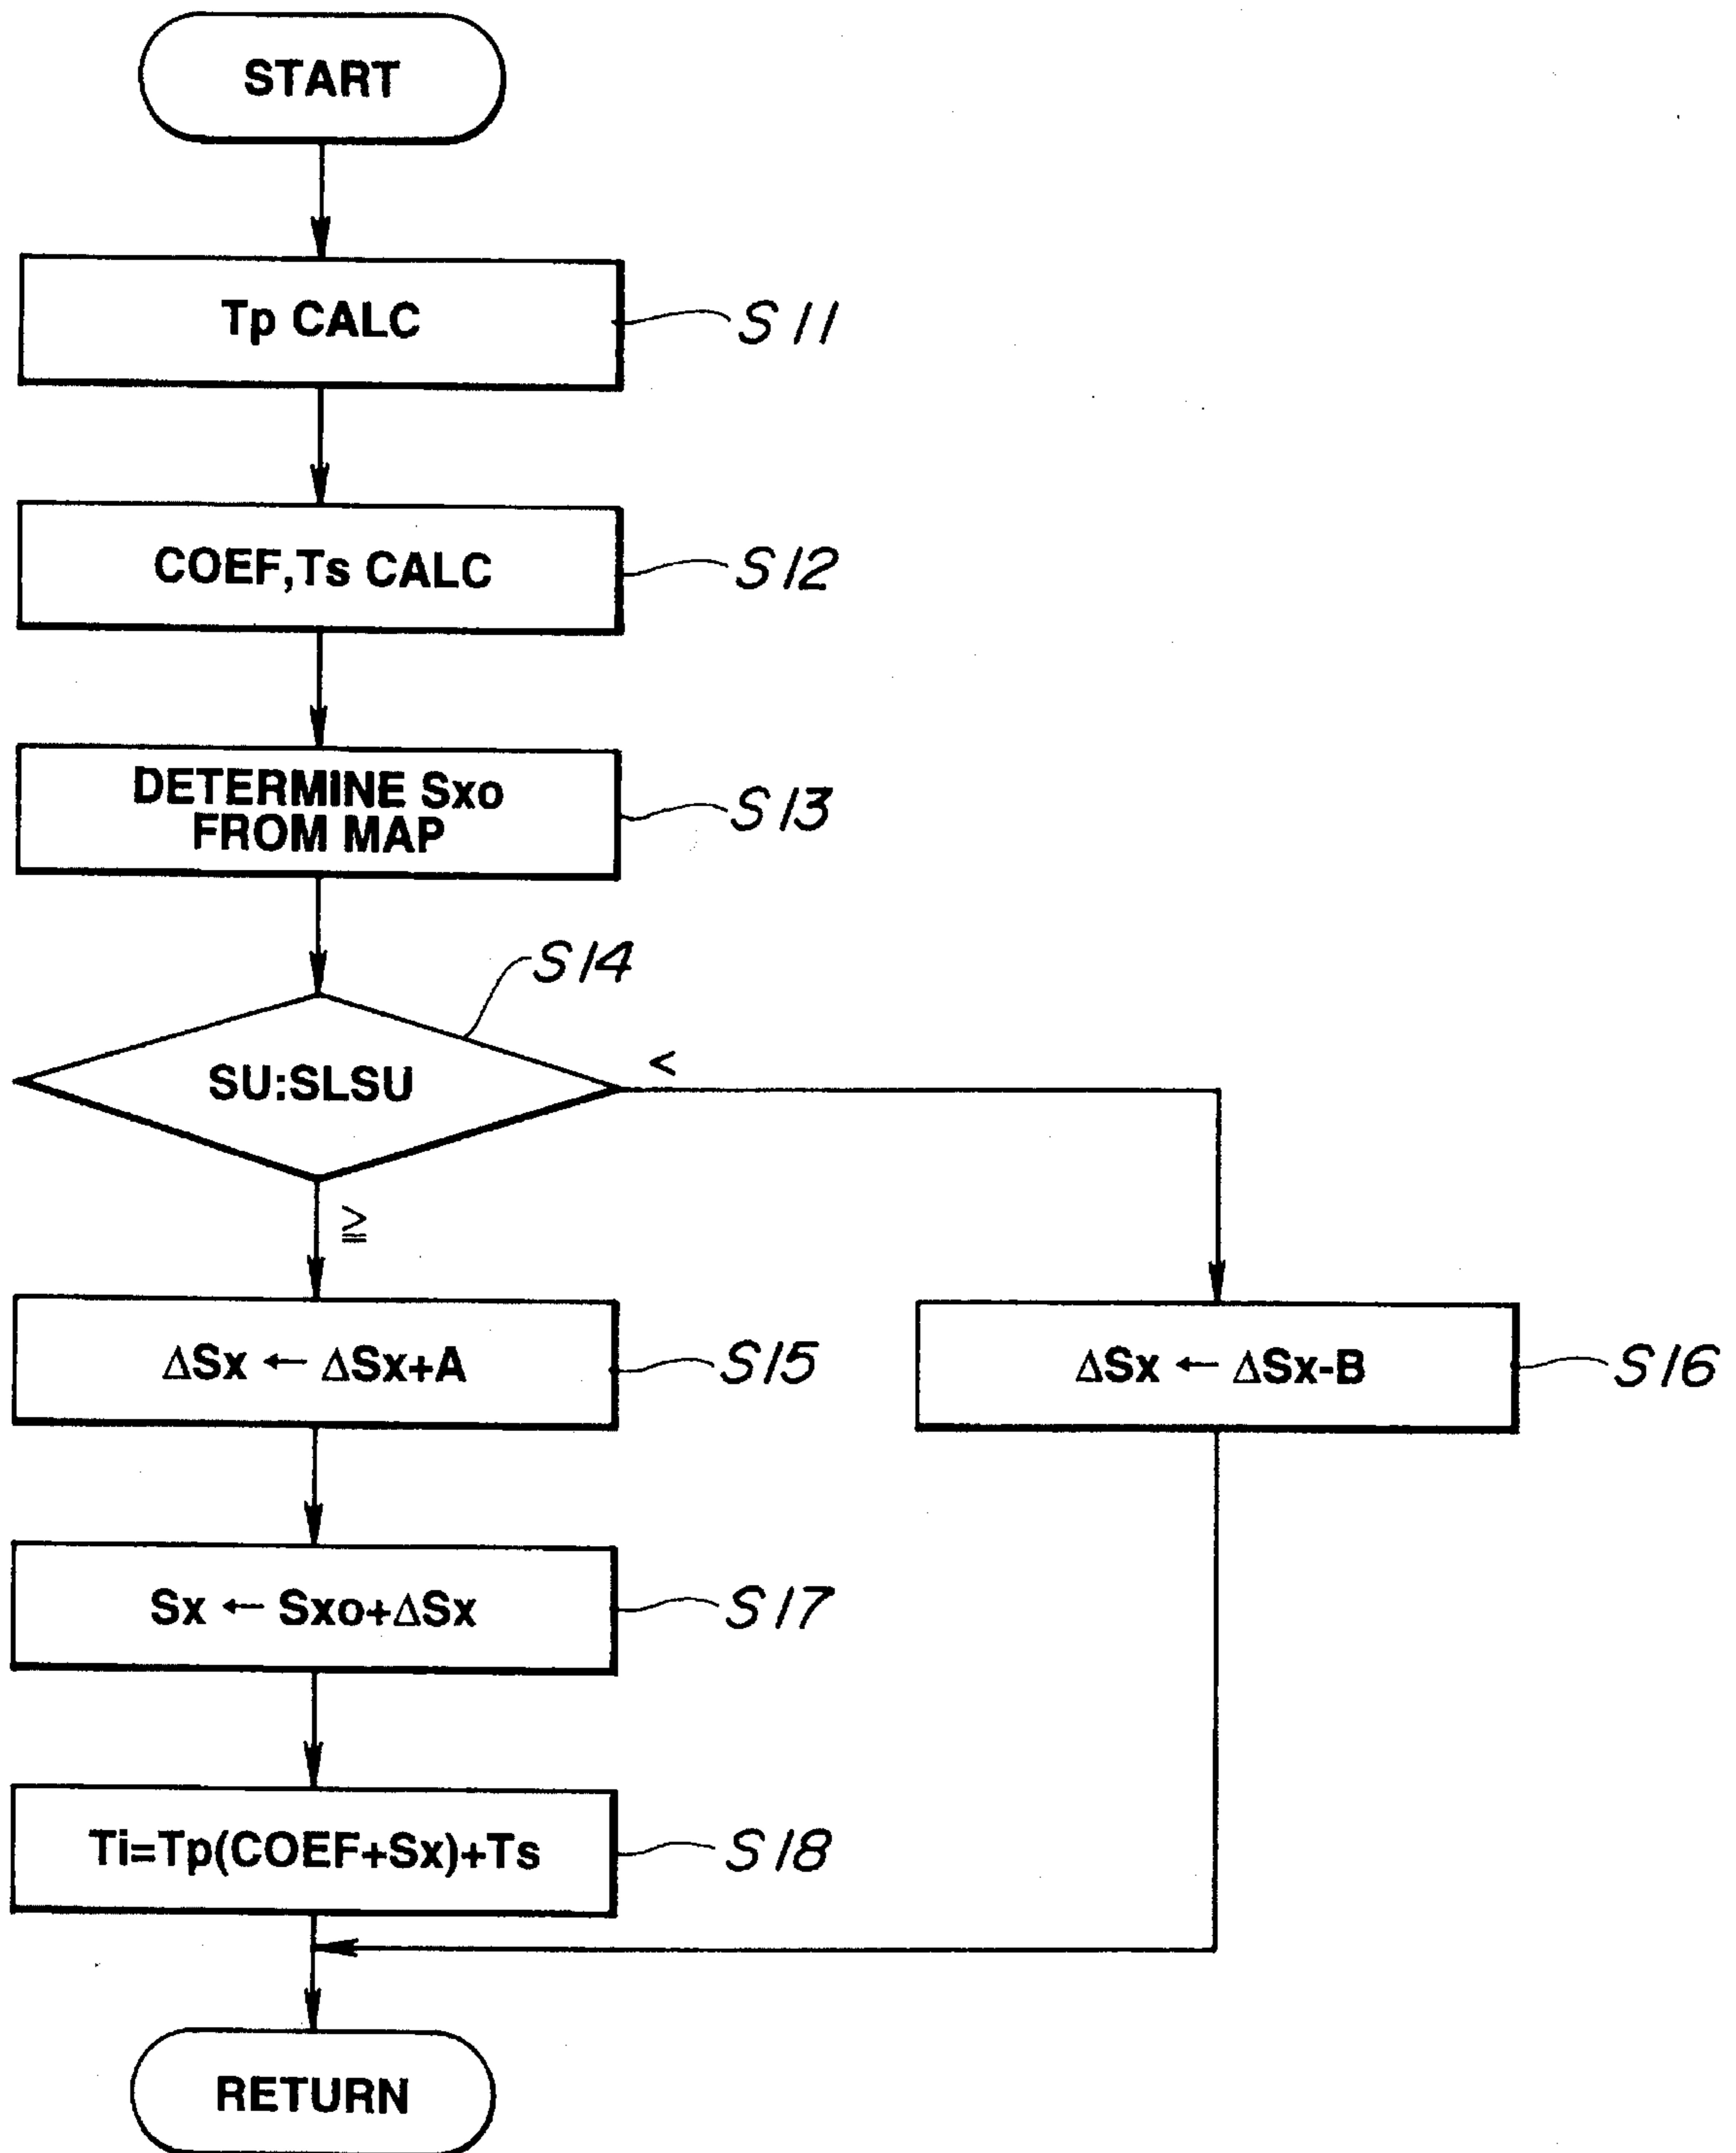 START
Tp CALC
S11
COEF,Ts CALC
S12
DETERMINE Sxo
FROM MAP
S13
S14
SU:SLSU
<
≧
ΔSx ← ΔSx+A
S15
ΔSx ← ΔSx-B
S16
Sx ← Sxo+ΔSx
S17
Ti=Tp(COEF+Sx)+Ts
S18
RETURN